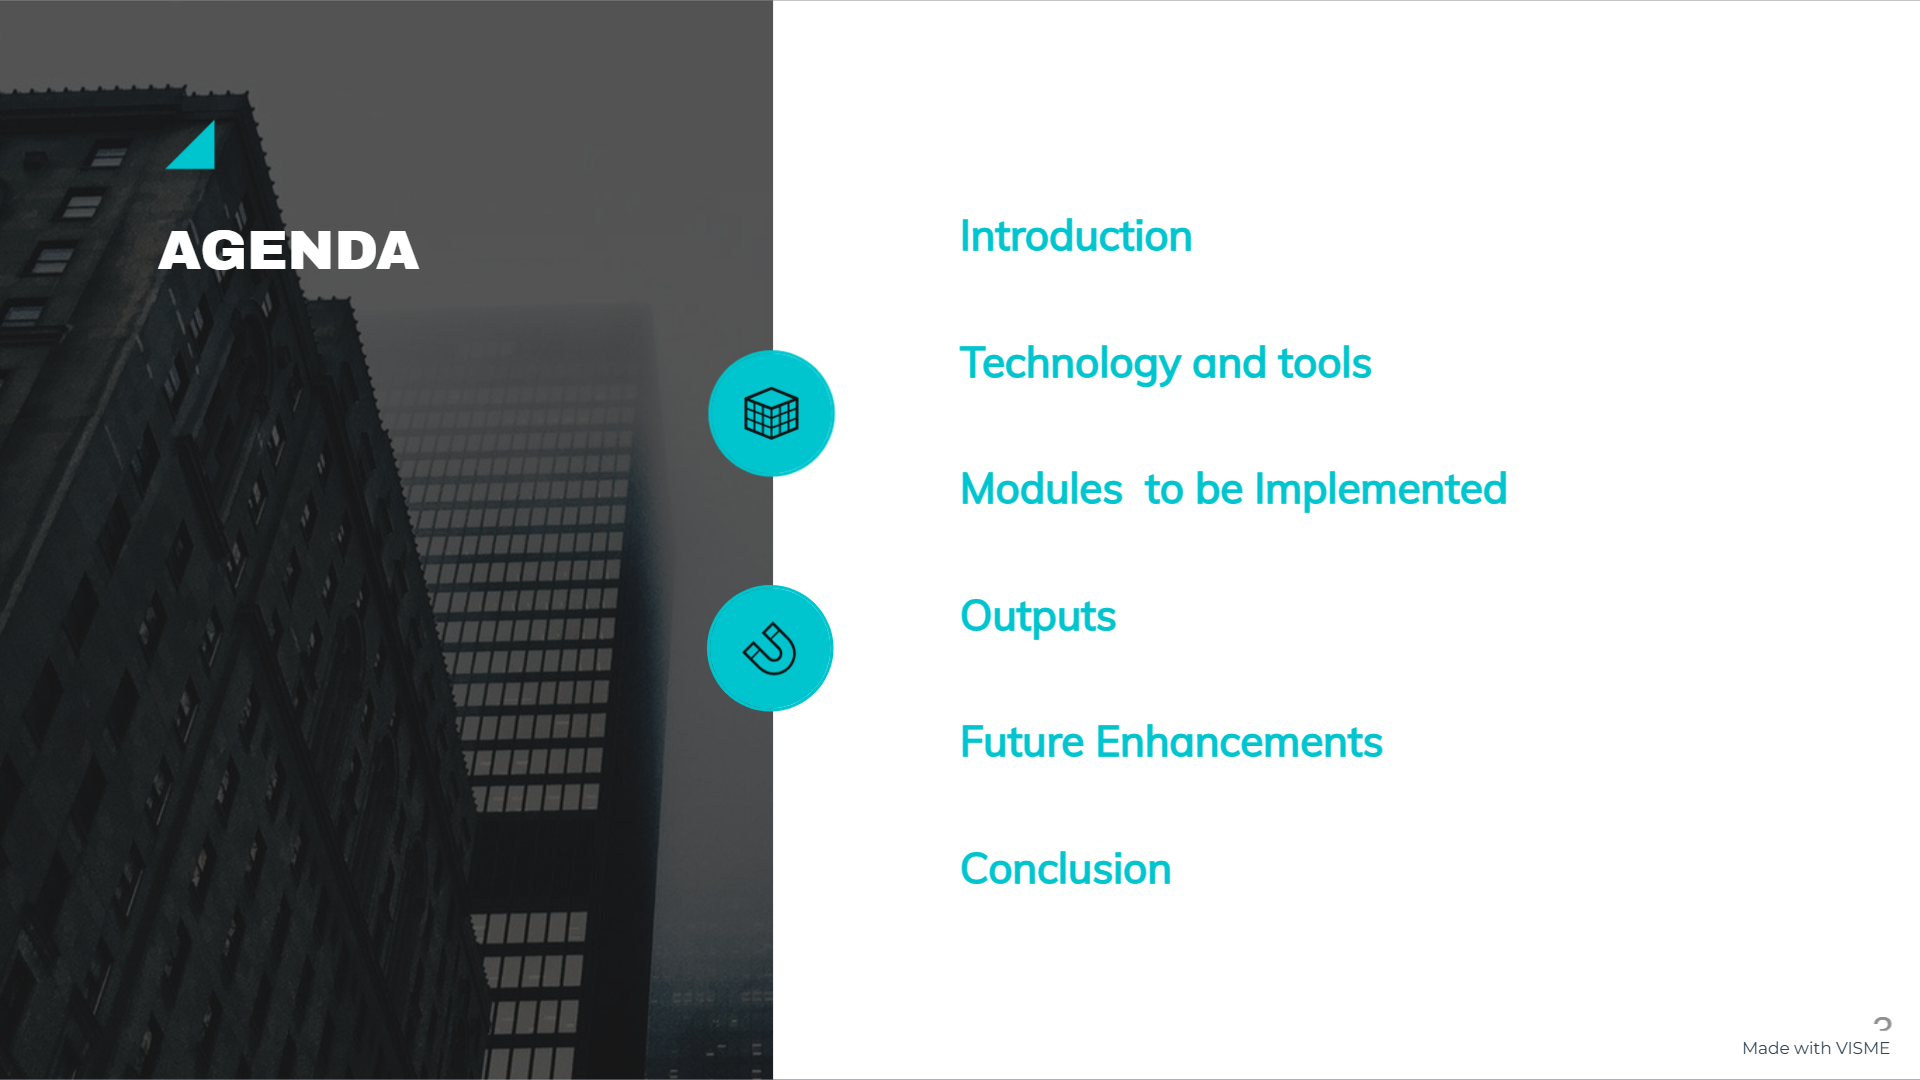 AGENDA
Introduction
Technology and tools
Modules  to be Implemented
Outputs
Future Enhancements
Conclusion
Made with VISME